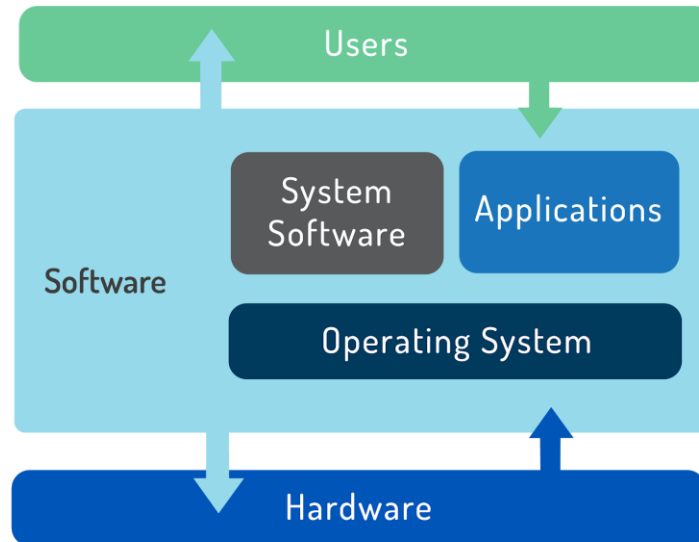 Users
System
Software
Applications
Software
Operating System
Hardware